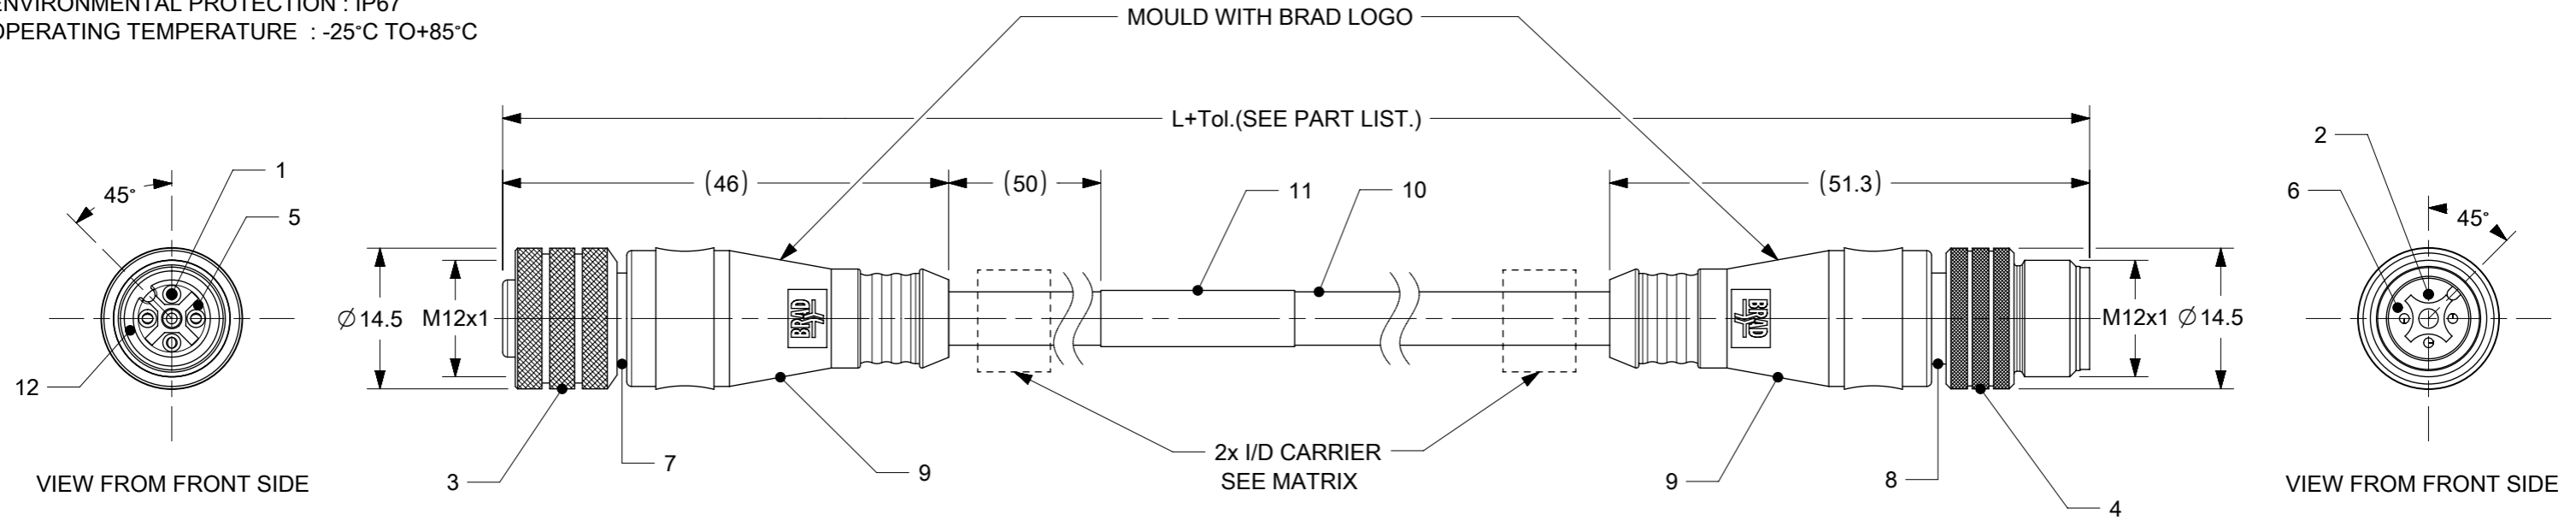 ENVIRONMENTAL PROTECTION : IP67
OPERATING TEMPERATURE : -25°C TO+85°C
MOULD WITH BRAD LOGO
L+Tol.(SEE PART LIST.)
(46)
(50)
(51.3)
11
10
1
5
45°
12
Ø14.5
M12x1
BRAD
BRAD
M12x1
Ø14.5
2
6
45°
3
7
9
2x I/D CARRIER
SEE MATRIX
9
8
4
VIEW FROM FRONT SIDE
VIEW FROM FRONT SIDE